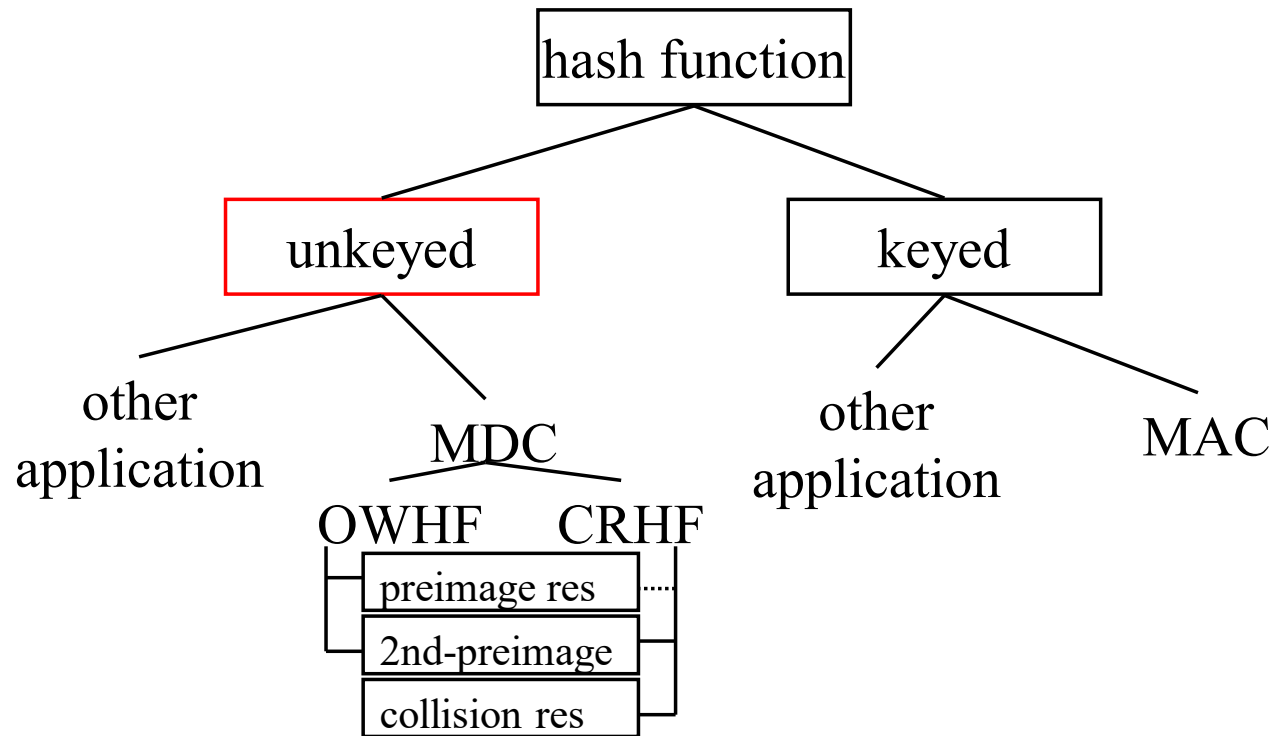 hash function
unkeyed
keyed
other
application
MDC
other
application
MAC
OWHF
CRHF
preimage res
2nd-preimage
collision res